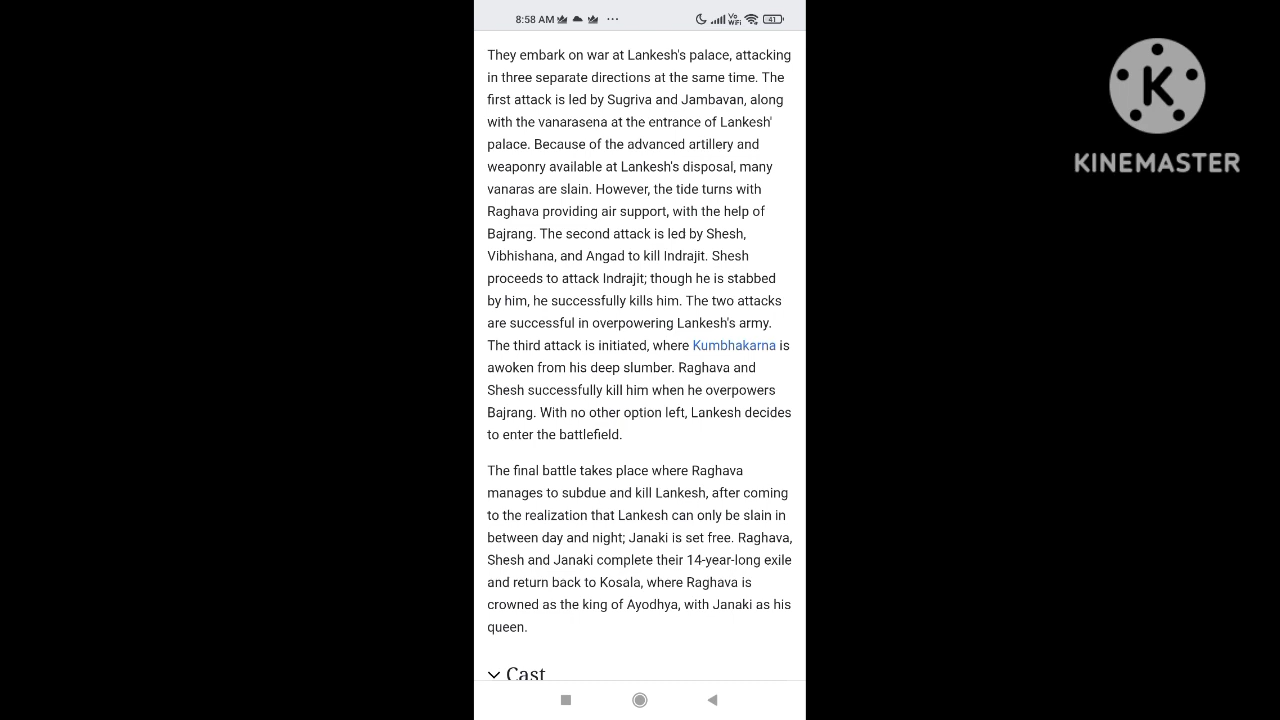 8:58 AM
Vo
WiFi
41
They embark on war at Lankesh's palace, attacking
in three separate directions at the same time. The
first attack is led by Sugriva and Jambavan, along
with the vanarasena at the entrance of Lankesh'
palace. Because of the advanced artillery and
weaponry available at Lankesh's disposal, many
vanaras are slain. However, the tide turns with
Raghava providing air support, with the help of
Bajrang. The second attack is led by Shesh,
Vibhishana, and Angad to kill Indrajit. Shesh
proceeds to attack Indrajit; though he is stabbed
by him, he successfully kills him. The two attacks
are successful in overpowering Lankesh's army.
The third attack is initiated, where Kumbhakarna is
awoken from his deep slumber. Raghava and
Shesh successfully kill him when he overpowers
Bajrang. With no other option left, Lankesh decides
to enter the battlefield.
The final battle takes place where Raghava
manages to subdue and kill Lankesh, after coming
to the realization that Lankesh can only be slain in
between day and night; Janaki is set free. Raghava,
Shesh and Janaki complete their 14-year-long exile
and return back to Kosala, where Raghava is
crowned as the king of Ayodhya, with Janaki as his
queen.
Cast
K
KINEMASTER